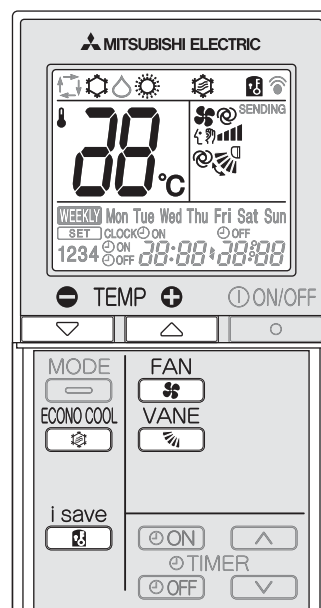 MITSUBISHI ELECTRIC
SENDING
88°C
WEEKLY Mon Tue Wed Thu Fri Sat Sun
SET CLOCK ON OFF
1234 ON OFF 88:88 88:88
TEMP ON/OFF
MODE FAN
ECONO COOL VANE
i save
ON
TIMER
OFF